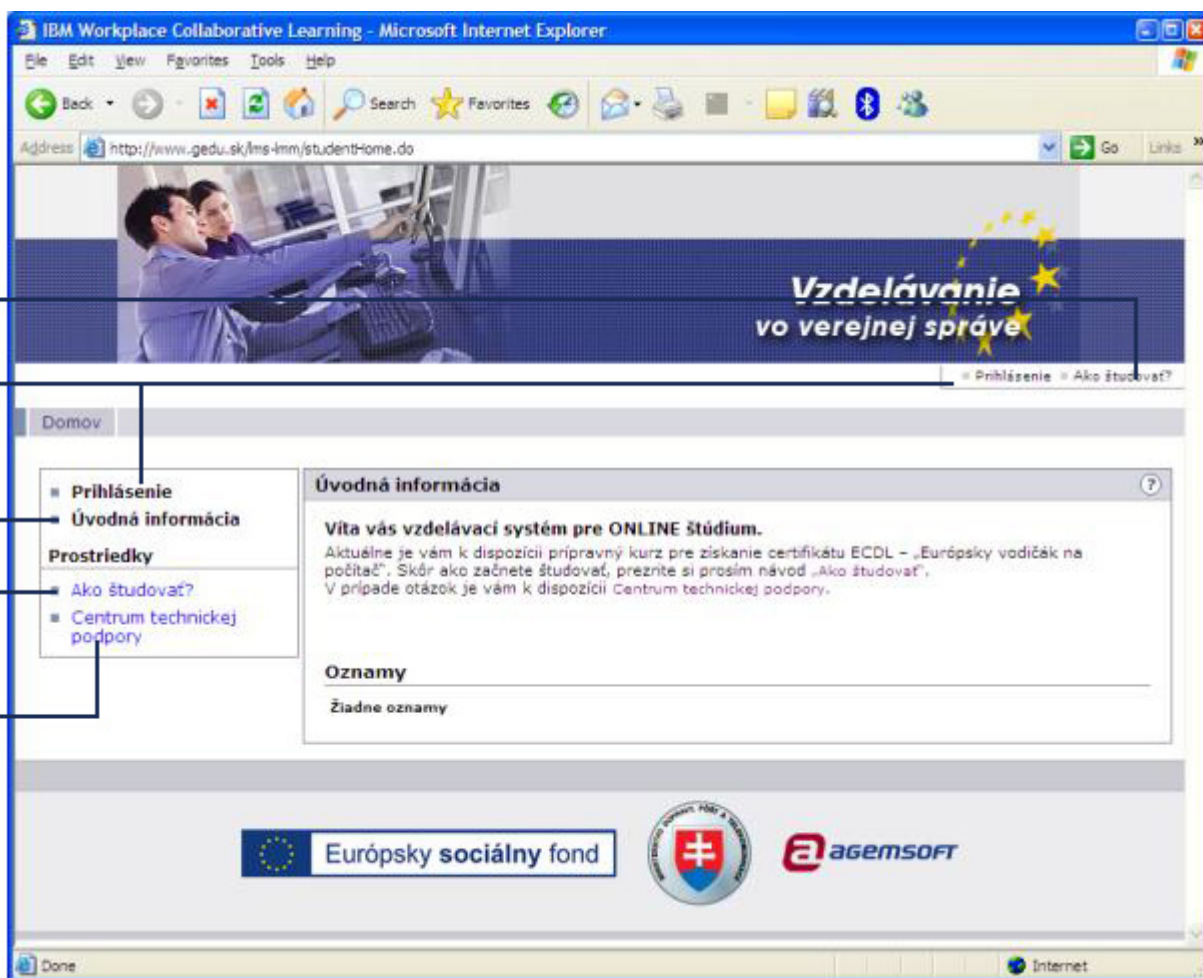 IBM Workplace Collaborative Learning - Microsoft Internet Explorer
File Edit View Favorites Tools Help
Back Search Favorites
Address http://www.gedu.sk/lms-lmm/studentHome.do Go Links »
Vzdelávanie
vo verejnej správe
Prihlásenie Ako študovať?
Domov
Prihlásenie
Úvodná informácia
Prostriedky
Ako študovať?
Centrum technickej
podpory
Úvodná informácia ?
Víta vás vzdelávací systém pre ONLINE štúdium.
Aktuálne je vám k dispozícii prípravný kurz pre získanie certifikátu ECDL – „Európsky vodičák na
počítač“. Skôr ako začnete študovať, prezrite si prosím návod „Ako študovať“.
V prípade otázok je vám k dispozícii Centrum technickej podpory.
Oznamy
Žiadne oznamy
Európsky sociálny fond
agemsoft
Done Internet